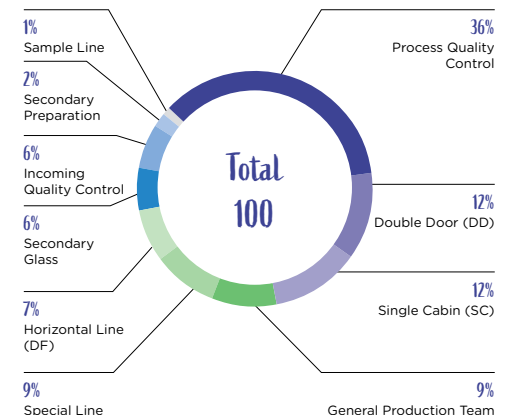 1%
Sample Line
2%
Secondary
Preparation
6%
Incoming
Quality Control
6%
Secondary
Glass
7%
Horizontal Line
(DF)
9%
Special Line
Total
100
36%
Process Quality
Control
12%
Double Door (DD)
12%
Single Cabin (SC)
9%
General Production Team